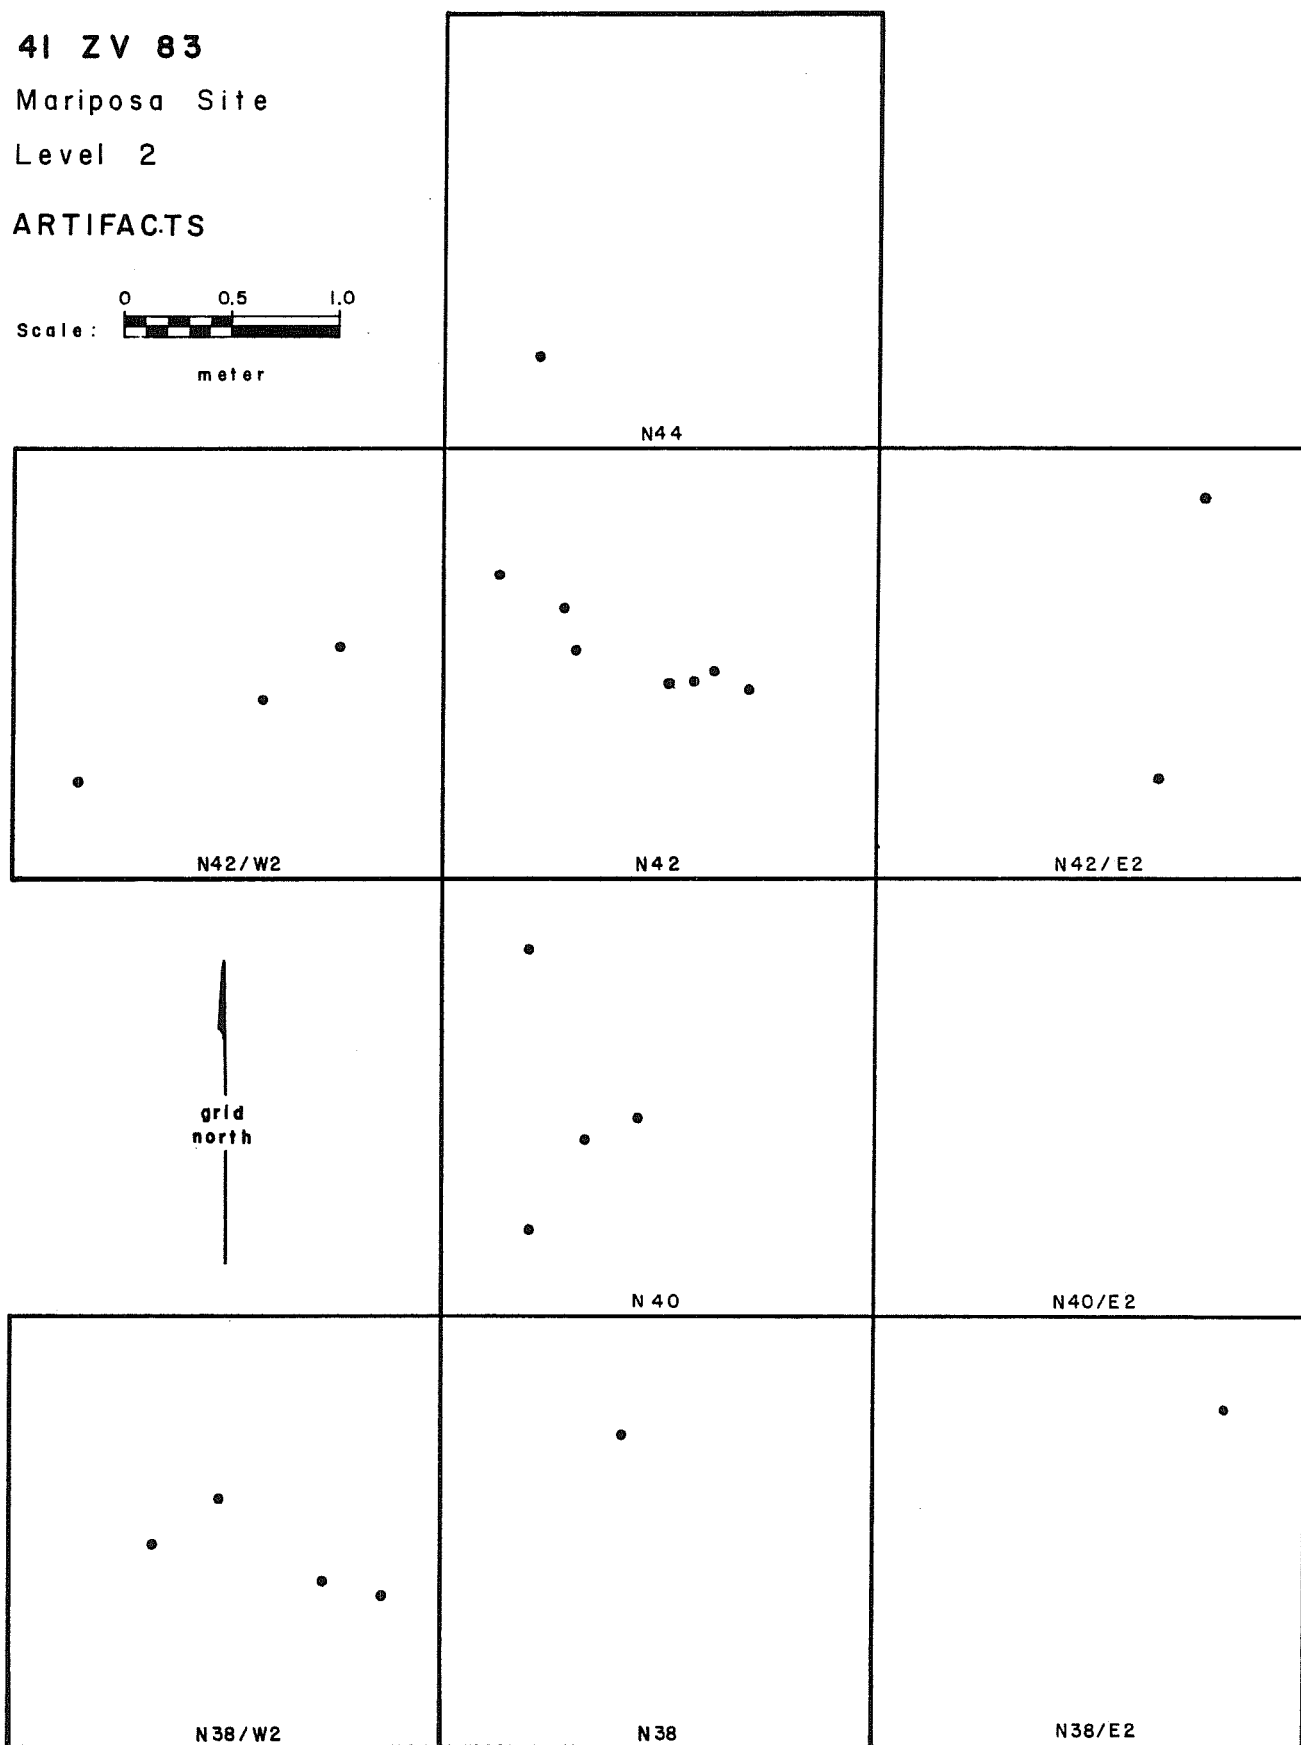 41 ZV 83
Mariposa Site
Level 2
ARTIFACTS
0 0.5 1.0
Scale:
meter
N44
N42/W2 N42 N42/E2
grid
north
N40 N40/E2
N38/W2 N38 N38/E2